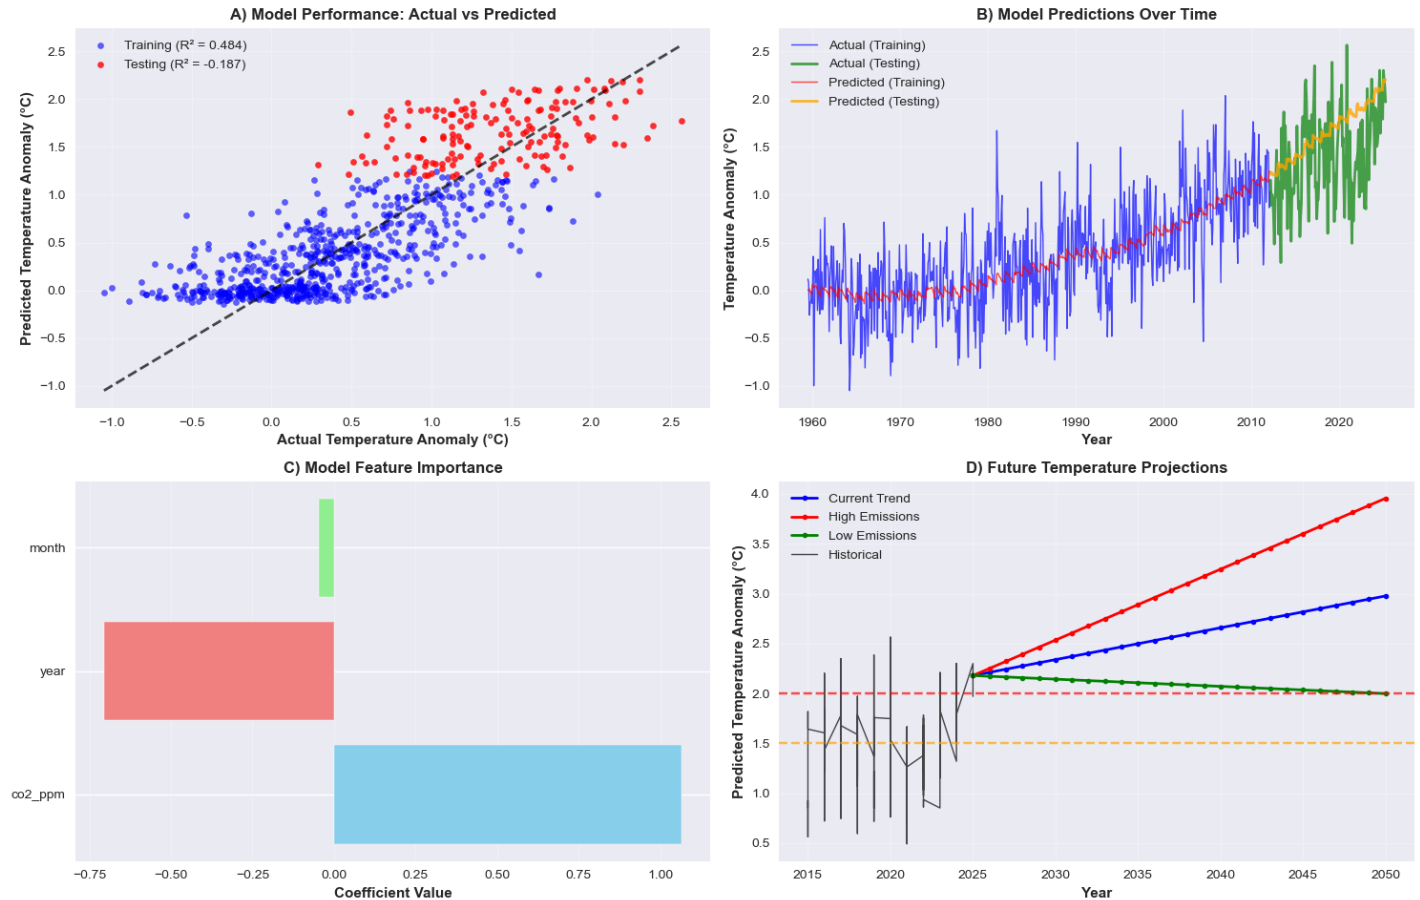 A) Model Performance: Actual vs Predicted
Training (R² = 0.484)
Testing (R² = -0.187)
2.5
2.0
1.5
1.0
0.5
0.0
−0.5
−1.0
Predicted Temperature Anomaly (°C)
−1.0 −0.5 0.0 0.5 1.0 1.5 2.0 2.5
Actual Temperature Anomaly (°C)
B) Model Predictions Over Time
Actual (Training)
Actual (Testing)
Predicted (Training)
Predicted (Testing)
2.5
2.0
1.5
1.0
0.5
0.0
−0.5
−1.0
Temperature Anomaly (°C)
1960 1970 1980 1990 2000 2010 2020
Year
C) Model Feature Importance
month
year
co2_ppm
−0.75 −0.50 −0.25 0.00 0.25 0.50 0.75 1.00
Coefficient Value
D) Future Temperature Projections
Current Trend
High Emissions
Low Emissions
Historical
4.0
3.5
3.0
2.5
2.0
1.5
1.0
0.5
Predicted Temperature Anomaly (°C)
2015 2020 2025 2030 2035 2040 2045 2050
Year